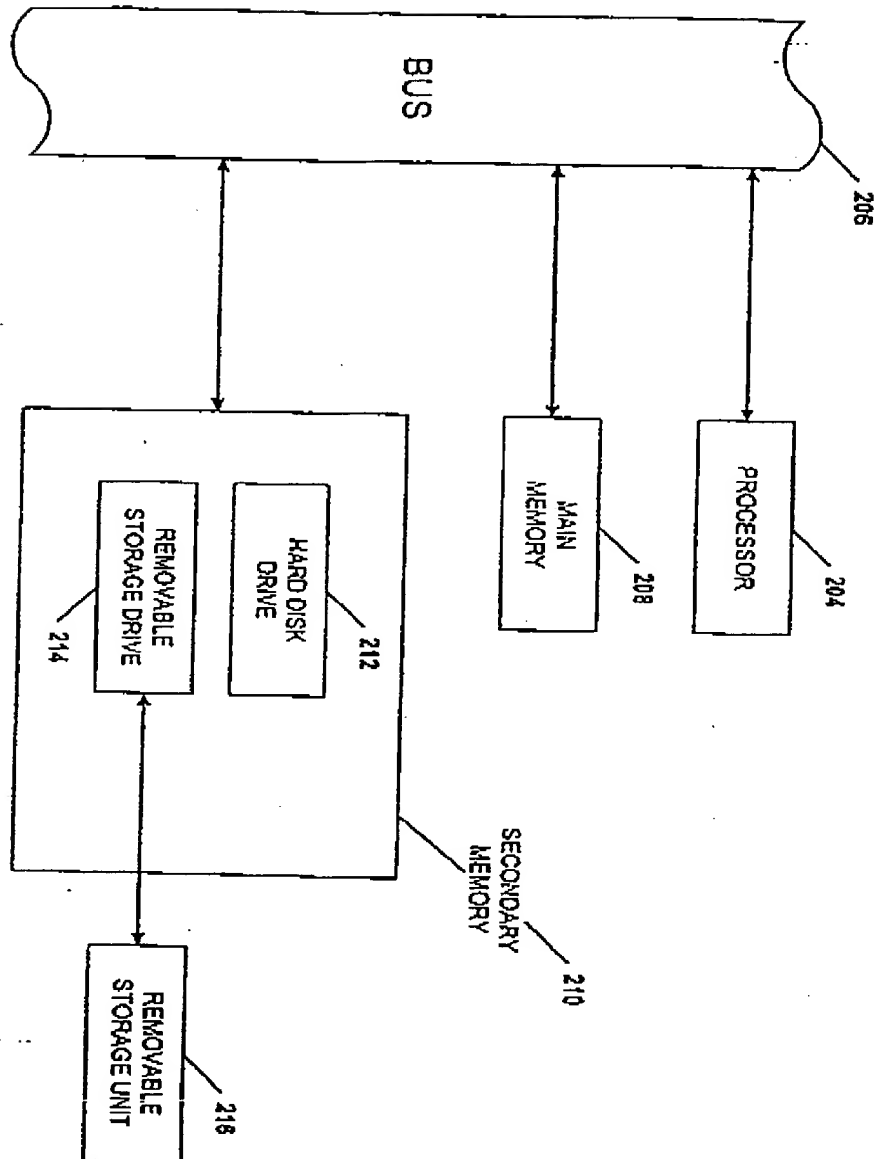 BUS
206
PROCESSOR
204
MAIN
MEMORY
208
SECONDARY
MEMORY
210
HARD DISK
DRIVE
212
REMOVABLE
STORAGE DRIVE
214
REMOVABLE
STORAGE UNIT
216